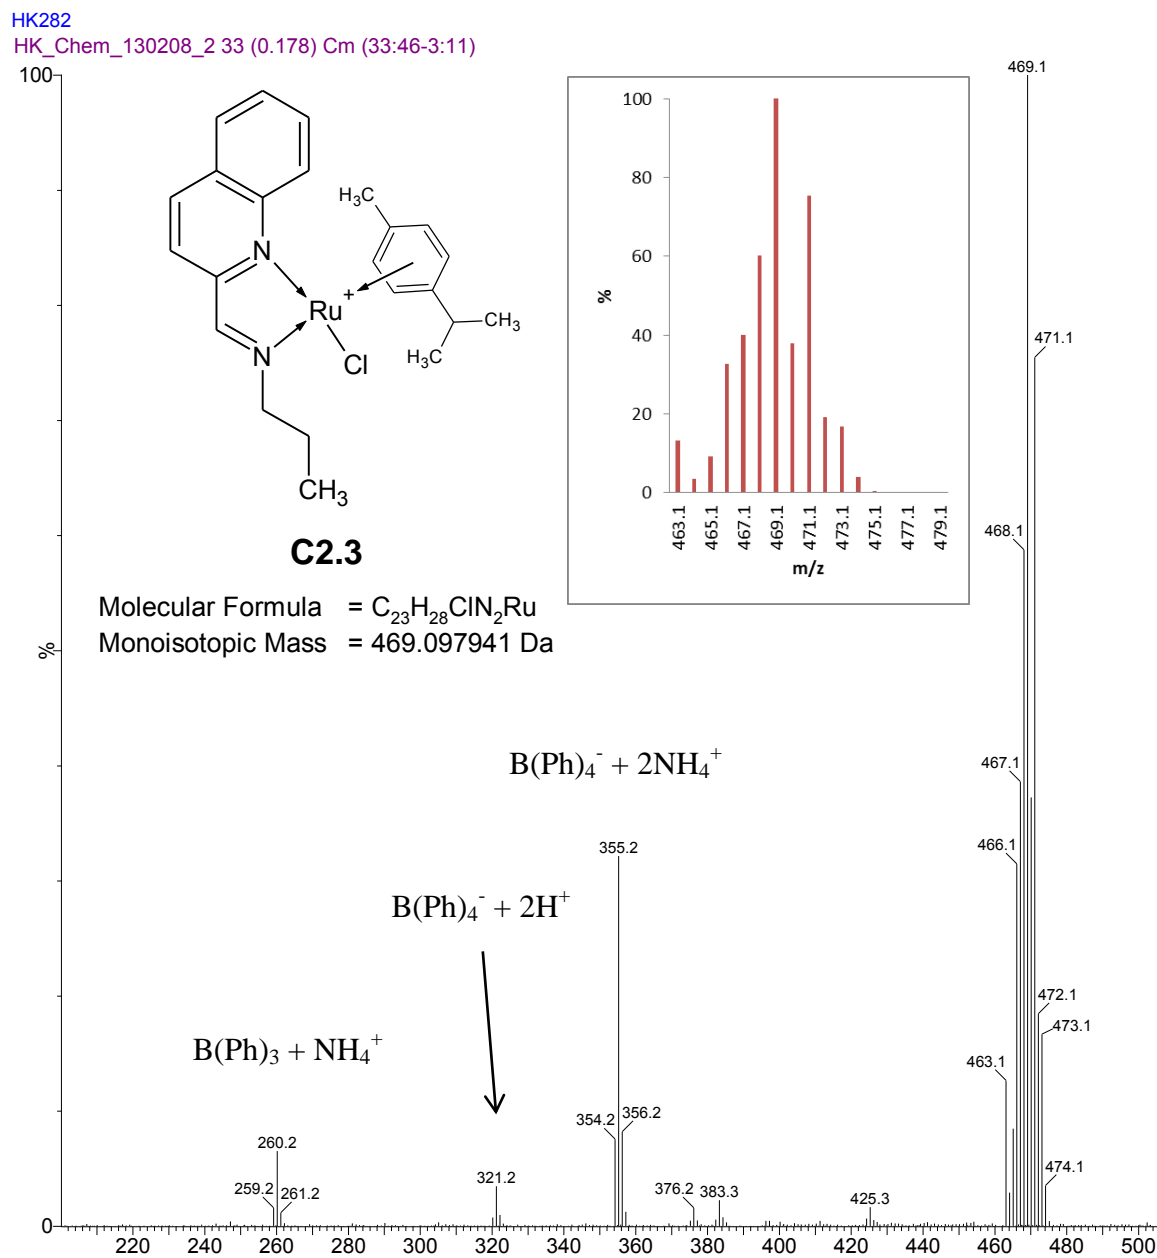 HK282
HK_Chem_130208_2 33 (0.178) Cm (33:46-3:11)
100
469.1
H₃C
N
Ru⁺
CH₃
N
Cl
H₃C
CH₃
C2.3
Molecular Formula = C₂₃H₂₈ClN₂Ru
Monoisotopic Mass = 469.097941 Da
100
80
60
%
40
20
0
463.1 465.1 467.1 469.1 471.1 473.1 475.1 477.1 479.1
m/z
471.1
468.1
%
B(Ph)₄⁻ + 2NH₄⁺
467.1
466.1
355.2
B(Ph)₄⁻ + 2H⁺
472.1
473.1
B(Ph)₃ + NH₄⁺
463.1
354.2 356.2
260.2
259.2 261.2
321.2
376.2 383.3
425.3
474.1
0
220 240 260 280 300 320 340 360 380 400 420 440 460 480 500